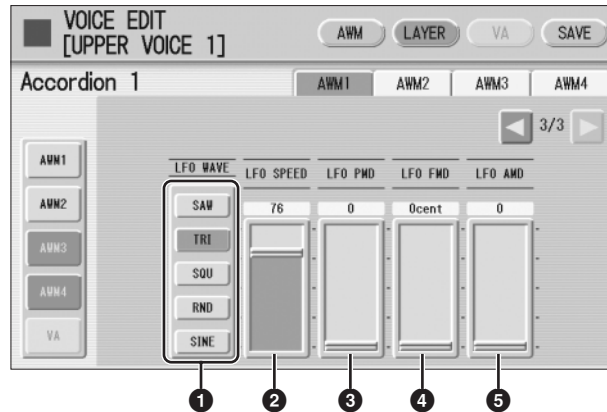 VOICE EDIT
[UPPER VOICE 1]
AWM LAYER VA SAVE
Accordion 1
AWM1 AWM2 AWM3 AWM4
3/3
AWM1
AWM2
AWM3
AWM4
VA
LFO WAVE LFO SPEED LFO PMD LFO FMD LFO AMD
76 0 0cent 0
SAW
TRI
SQU
RND
SINE
1 2 3 4 5